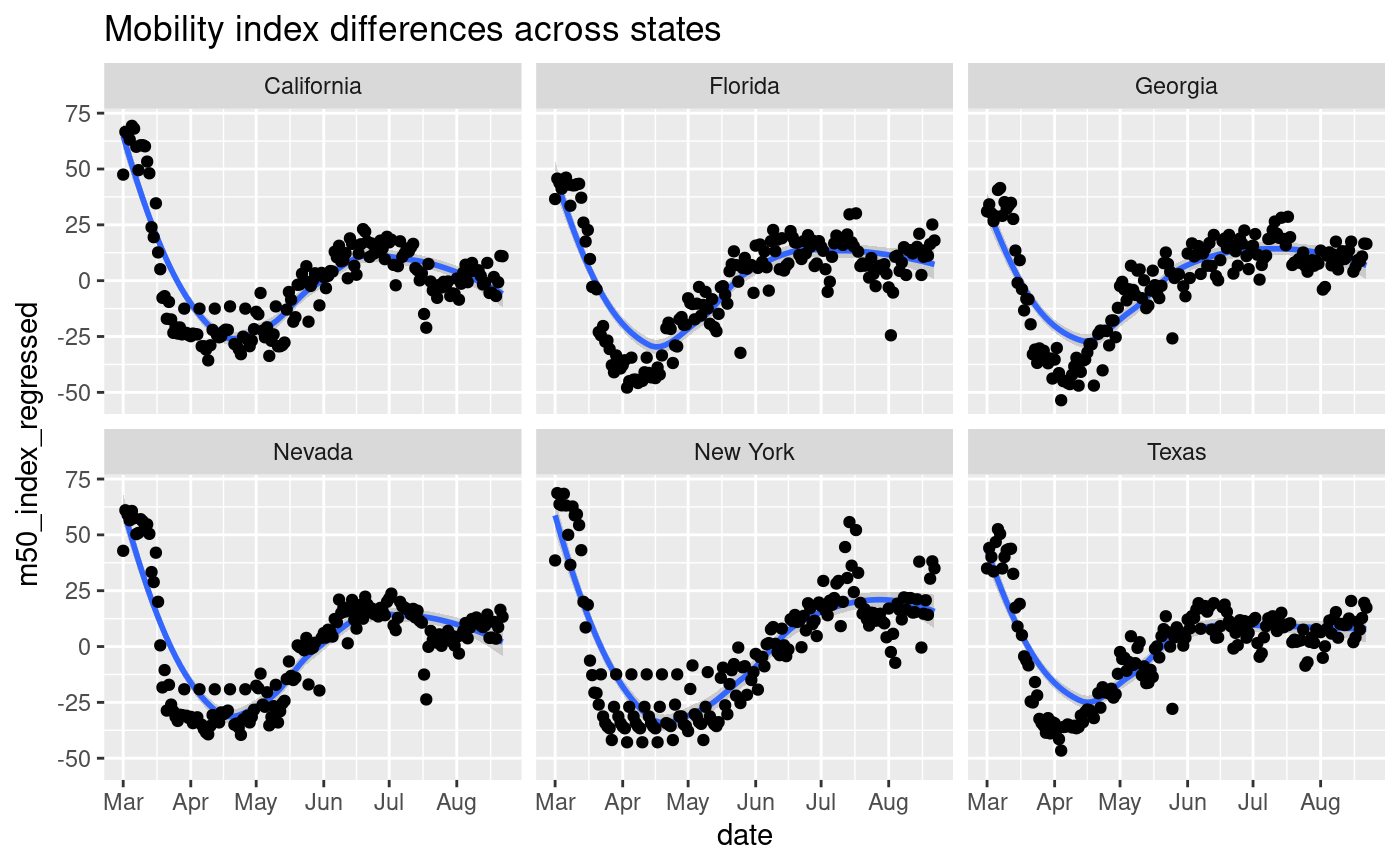 Mobility index differences across states
California Florida Georgia
75
50
25
0
-25
-50
Nevada New York Texas
75
50
25
0
-25
-50
Mar Apr May Jun Jul Aug Mar Apr May Jun Jul Aug Mar Apr May Jun Jul Aug
date
m50_index_regressed